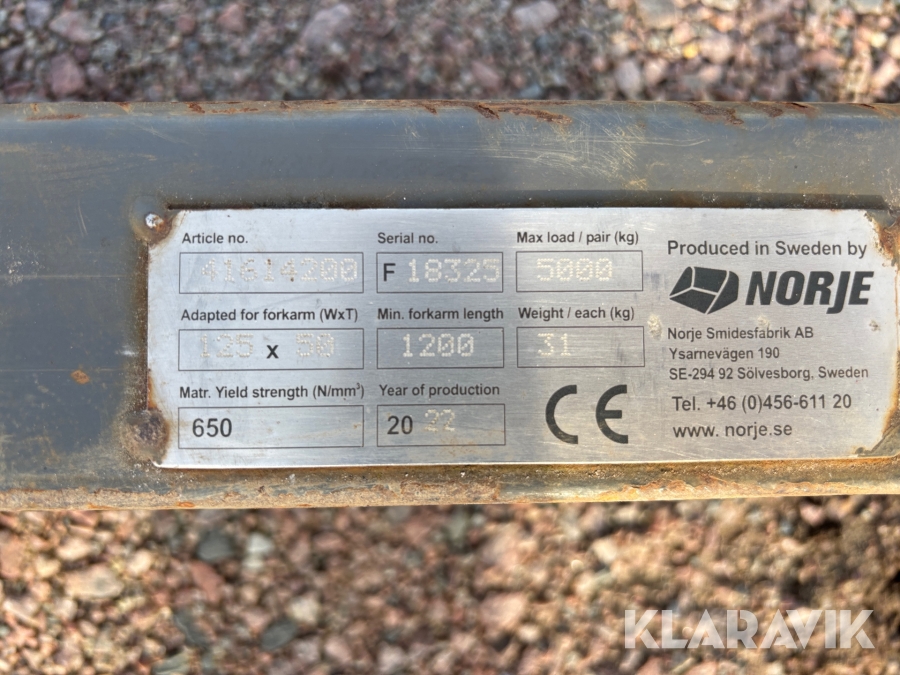 Article no. Serial no. Max load / pair (kg)
41614200 F 18325 5000
Adapted for forkarm (WxT) Min. forkarm length Weight / each (kg)
125 x 50 1200 31
Matr. Yield strength (N/mm³) Year of production
650 2022
CE
Produced in Sweden by
NORJE
Norje Smidesfabrik AB
Ysarnevägen 190
SE-294 92 Sölvesborg, Sweden
Tel. +46 (0)456-611 20
www. norje.se
KLARAVIK